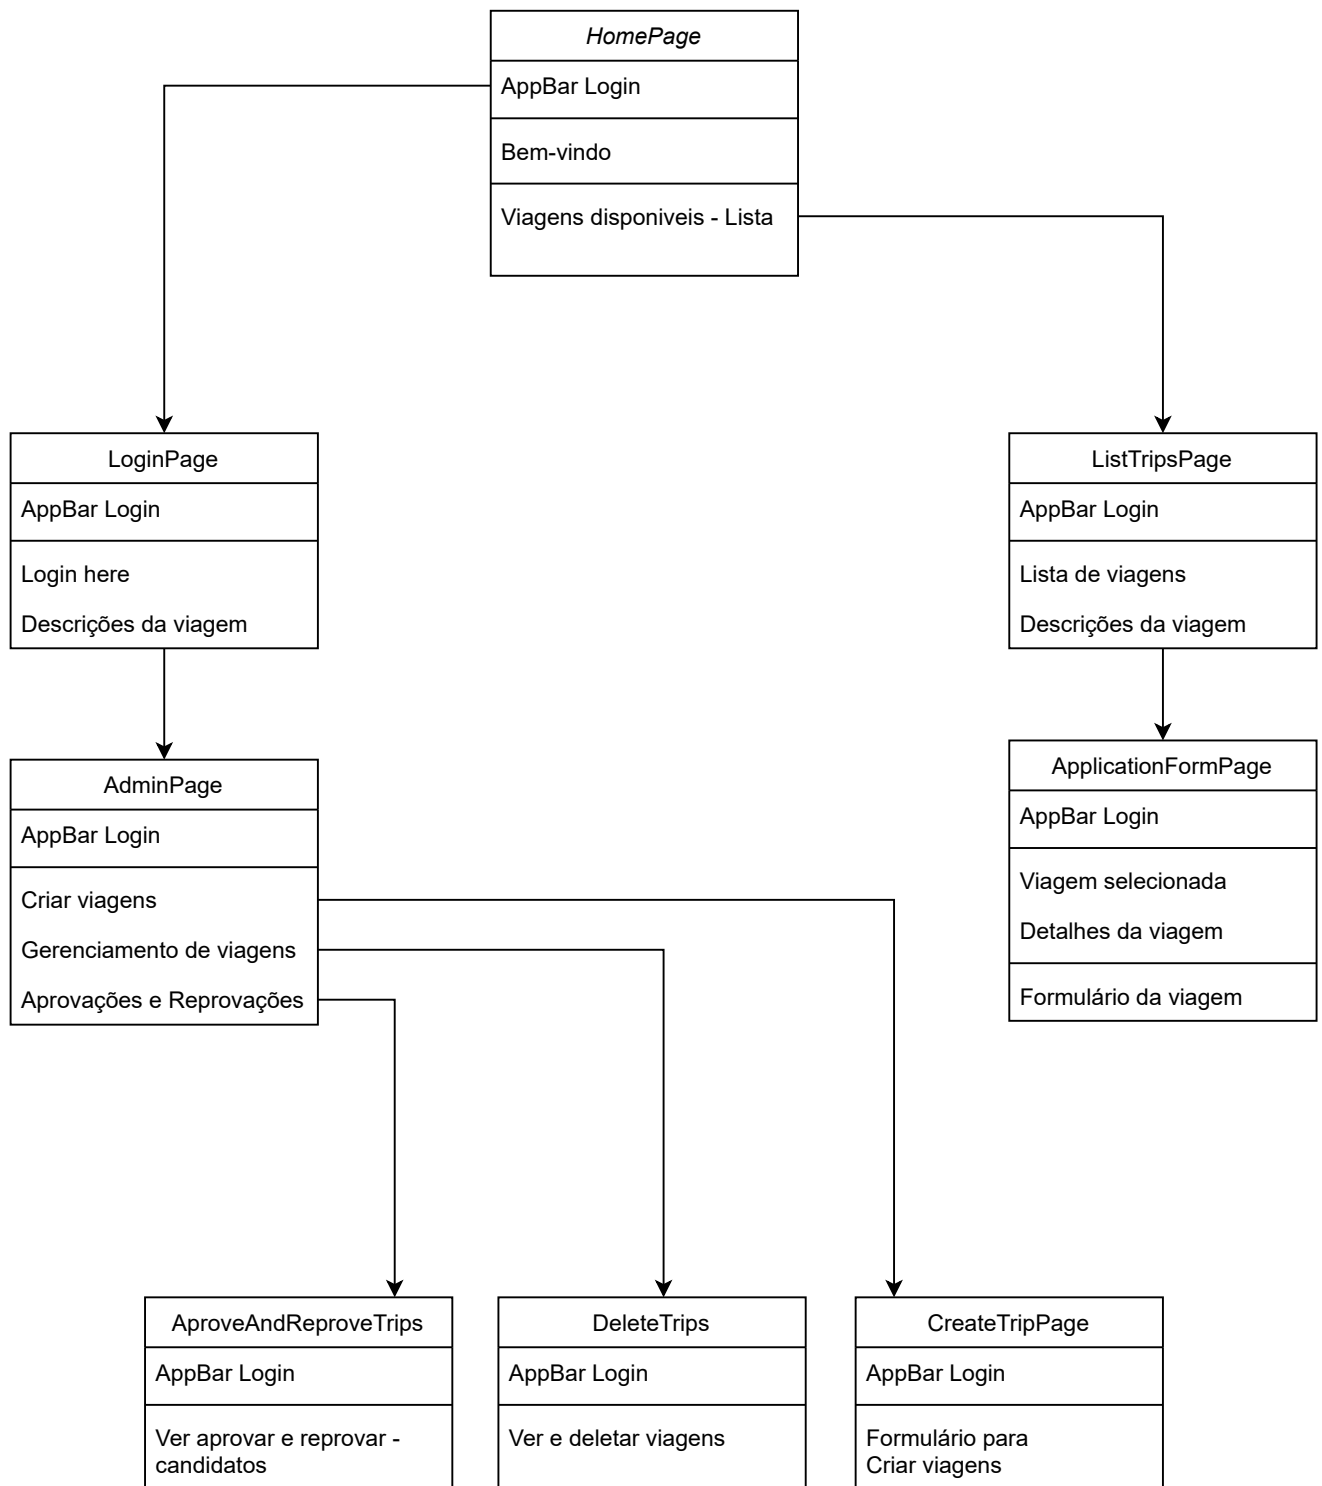 HomePage
AppBar Login
Bem-vindo
Viagens disponiveis - Lista
LoginPage
AppBar Login
Login here
Descrições da viagem
ListTripsPage
AppBar Login
Lista de viagens
Descrições da viagem
AdminPage
AppBar Login
Criar viagens
Gerenciamento de viagens
Aprovações e Reprovações
ApplicationFormPage
AppBar Login
Viagem selecionada
Detalhes da viagem
Formulário da viagem
AproveAndReproveTrips
AppBar Login
Ver aprovar e reprovar -
candidatos
DeleteTrips
AppBar Login
Ver e deletar viagens
CreateTripPage
AppBar Login
Formulário para
Criar viagens